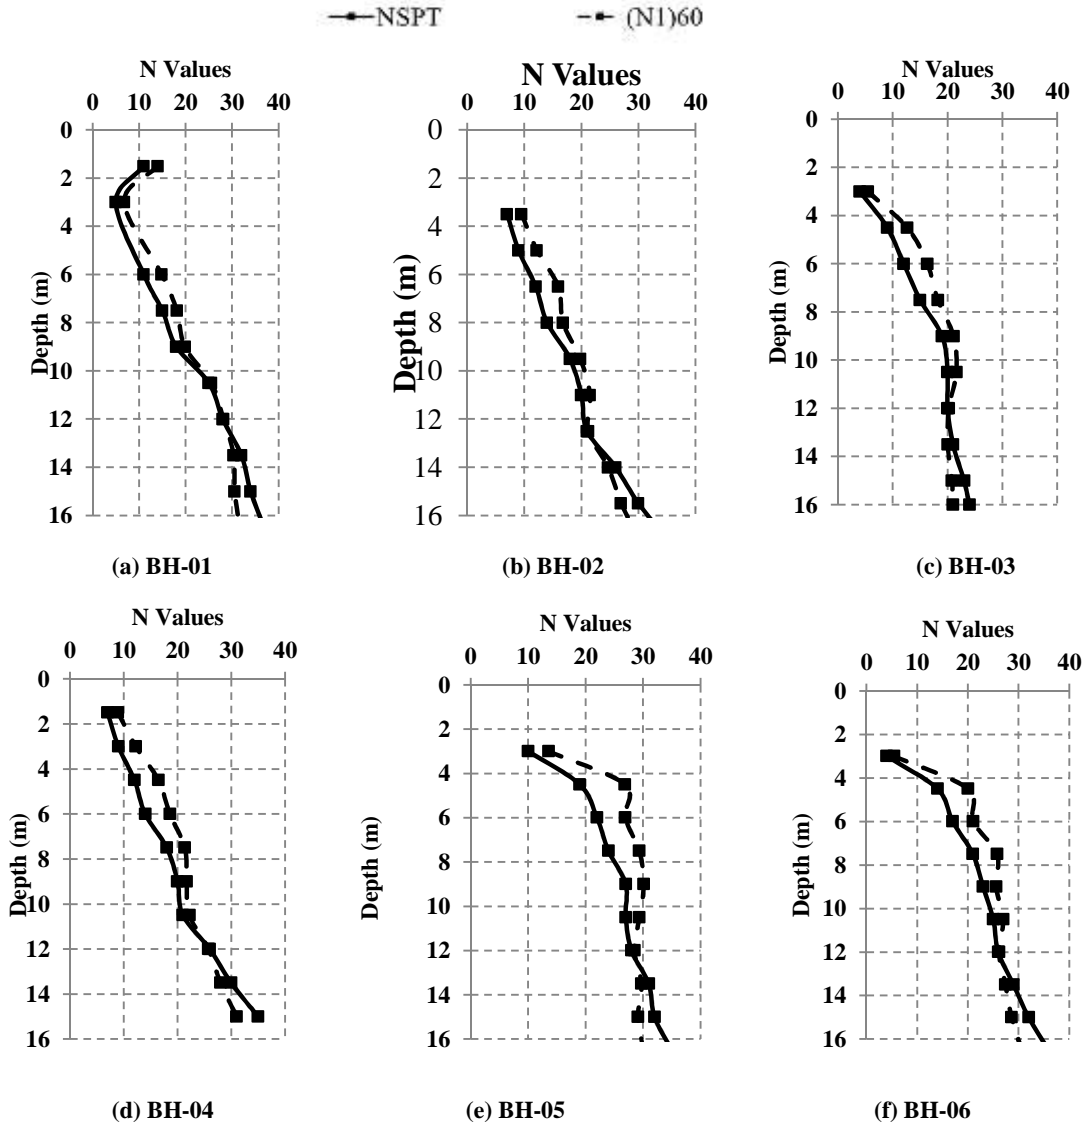 NSPT (N1)60
N Values
0 10 20 30 40
0
2
4
6
8
10
12
14
16
Depth (m)
(a) BH-01
N Values
0 10 20 30 40
0
2
4
6
8
10
12
14
16
Depth (m)
(b) BH-02
N Values
0 10 20 30 40
0
2
4
6
8
10
12
14
16
Depth (m)
(c) BH-03
N Values
0 10 20 30 40
0
2
4
6
8
10
12
14
16
Depth (m)
(d) BH-04
N Values
0 10 20 30 40
0
2
4
6
8
10
12
14
16
Depth (m)
(e) BH-05
N Values
0 10 20 30 40
0
2
4
6
8
10
12
14
16
Depth (m)
(f) BH-06